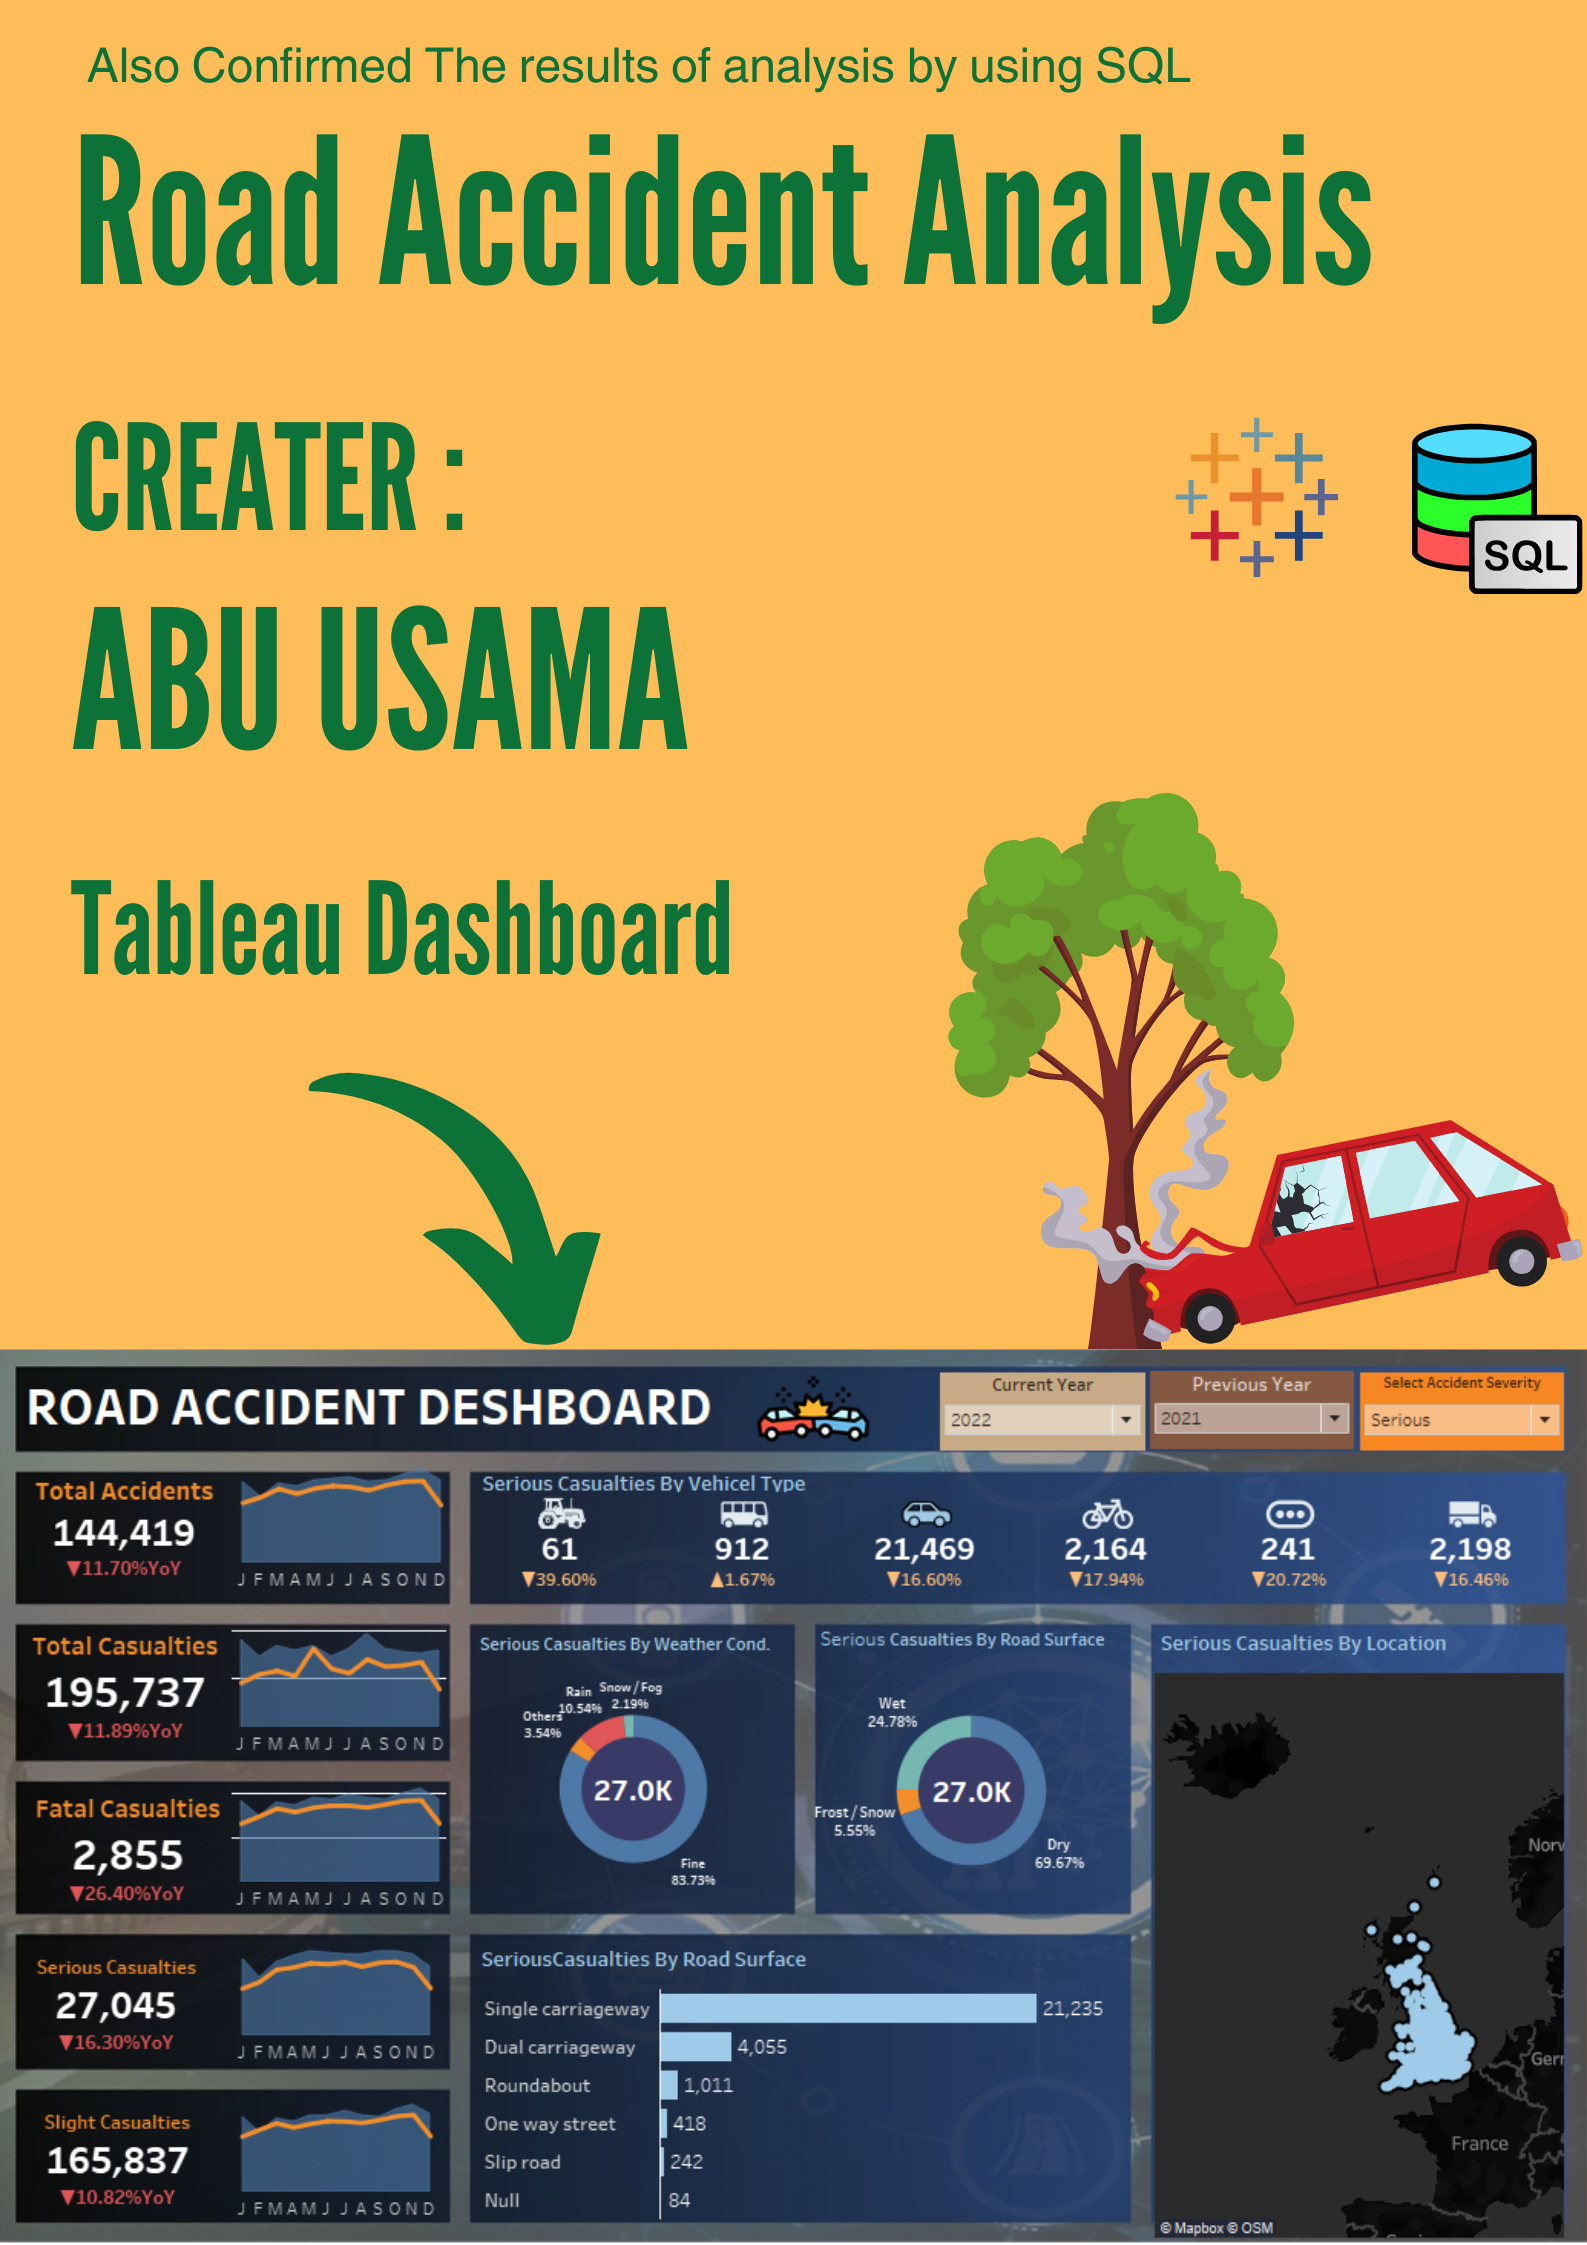 Also Confirmed The results of analysis by using SQL
Road Accident Analysis
CREATER :
SQL
ABU USAMA
Tableau Dashboard
ROAD ACCIDENT DESHBOARD
Current Year
2022
Previous Year
2021
Select Accident Severity
Serious
Total Accidents
144,419
▼11.70%YoY
J F M A M J J A S O N D
Serious Casualties By Vehicel Type
61 912 21,469 2,164 241 2,198
▼39.60% ▲1.67% ▼16.60% ▼17.94% ▼20.72% ▼16.46%
Total Casualties
195,737
▼11.89%YoY
J F M A M J J A S O N D
Fatal Casualties
2,855
▼26.40%YoY
J F M A M J J A S O N D
Serious Casualties
27,045
▼16.30%YoY
J F M A M J J A S O N D
Slight Casualties
165,837
▼10.82%YoY
J F M A M J J A S O N D
Serious Casualties By Weather Cond.
Rain
10.54%
Snow / Fog
2.19%
Others
3.54%
27.0K
Fine
83.73%
Serious Casualties By Road Surface
Wet
24.78%
27.0K
Frost / Snow
5.55%
Dry
69.67%
SeriousCasualties By Road Surface
Single carriageway 21,235
Dual carriageway 4,055
Roundabout 1,011
One way street 418
Slip road 242
Null 84
Serious Casualties By Location
Norw
Gerr
France
© Mapbox © OSM